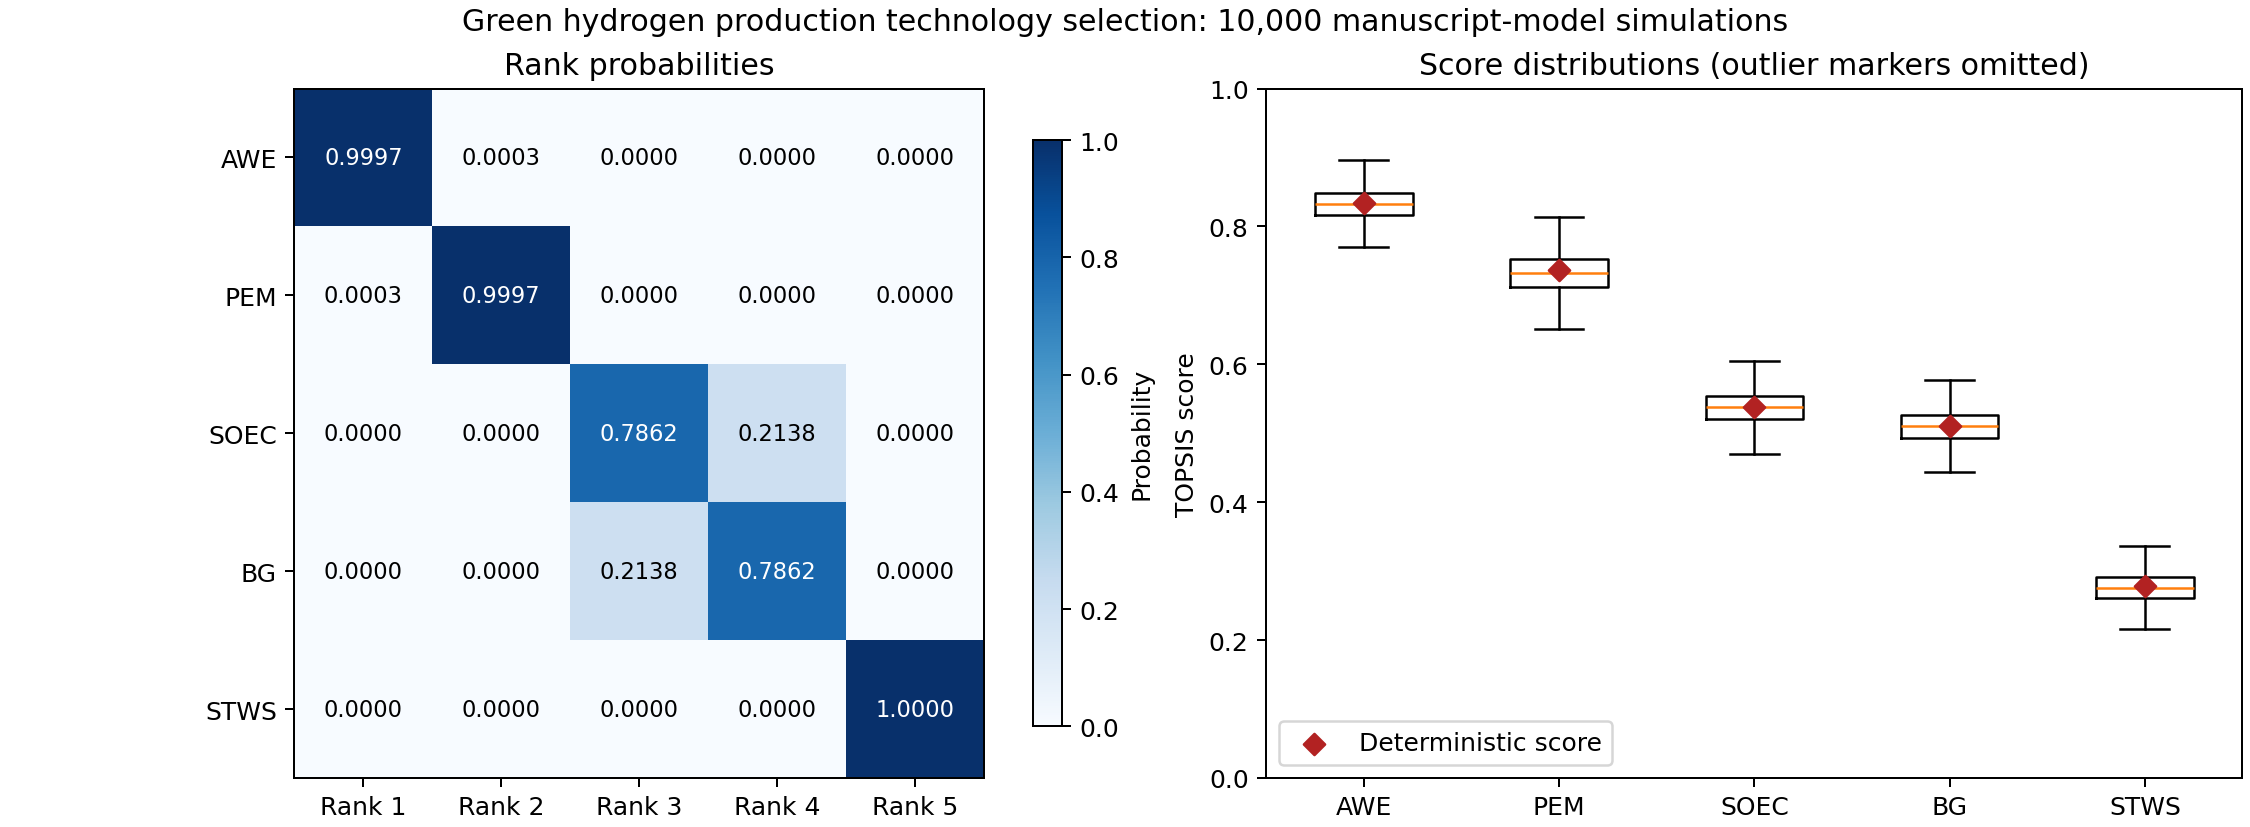 Green hydrogen production technology selection: 10,000 manuscript-model simulations
Rank probabilities
AWE 0.9997 0.0003 0.0000 0.0000 0.0000
PEM 0.0003 0.9997 0.0000 0.0000 0.0000
SOEC 0.0000 0.0000 0.7862 0.2138 0.0000
BG 0.0000 0.0000 0.2138 0.7862 0.0000
STWS 0.0000 0.0000 0.0000 0.0000 1.0000
Rank 1 Rank 2 Rank 3 Rank 4 Rank 5
1.0
0.8
0.6
0.4
0.2
0.0
Probability
Score distributions (outlier markers omitted)
TOPSIS score
1.0
0.8
0.6
0.4
0.2
0.0
Deterministic score
AWE PEM SOEC BG STWS